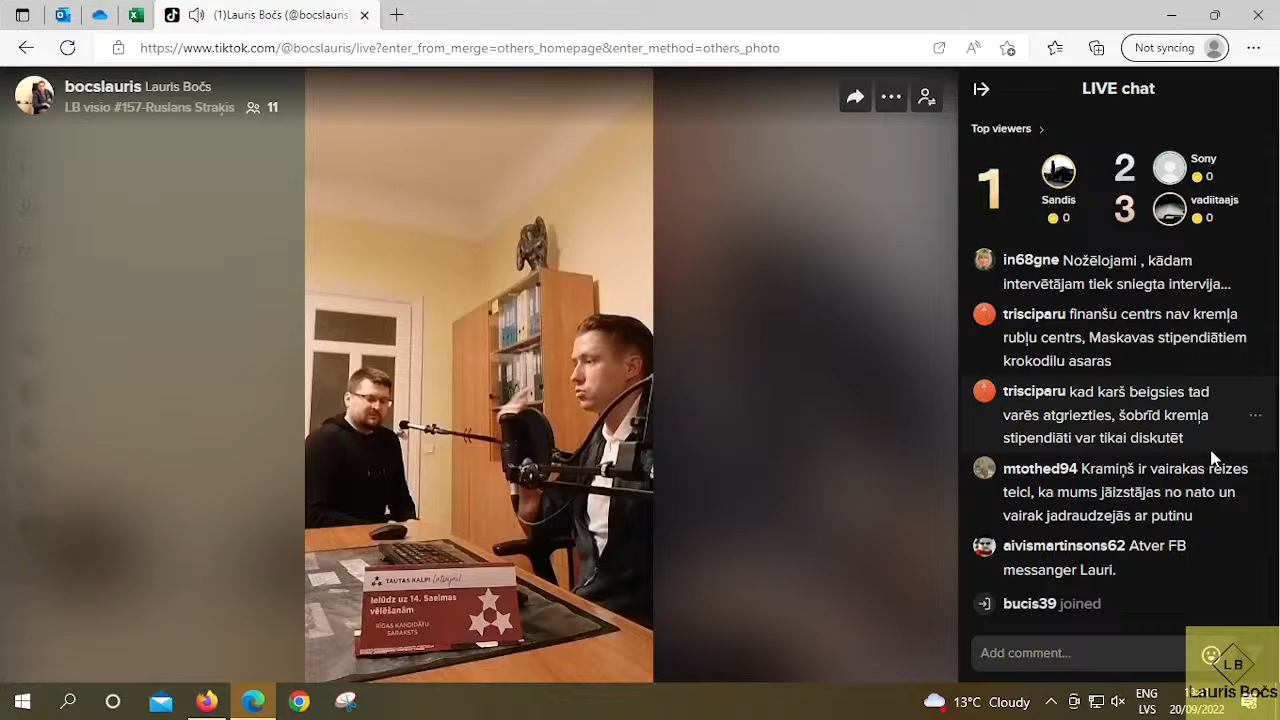 (1)Lauris Bočs (@bocslauris
https://www.tiktok.com/@bocslauris/live?enter_from_merge=others_homepage&enter_method=others_photo
Not syncing
bocslauris Lauris Bočs
LB visio #157-Ruslans Straķis 11
LIVE chat
Top viewers
1
Sandis
0
2
Sony
0
3
vadiitaajs
0
in68gne Nožēlojami , kādam
intervētājam tiek sniegta intervija...
trisciparu finanšu centrs nav kremļa
rubļu centrs, Maskavas stipendiātiem
krokodilu asaras
trisciparu kad karš beigsies tad
varēs atgriezties, šobrīd kremļa
stipendiāti var tikai diskutēt
mtothed94 Kramiņš ir vairakas reizes
teici, ka mums jāizstājas no nato un
vairak jadraudzejās ar putinu
aivismartinsons62 Atver FB
messanger Lauri.
bucis39 joined
Add comment...
TAUTAS KALPI Latvijai
Ielūdz uz 14. Saeimas
vēlēšanām
RĪGAS KANDIDĀTU
SARAKSTS
LB
Lauris Bočs
13°C Cloudy
ENG
LVS
20/09/2022